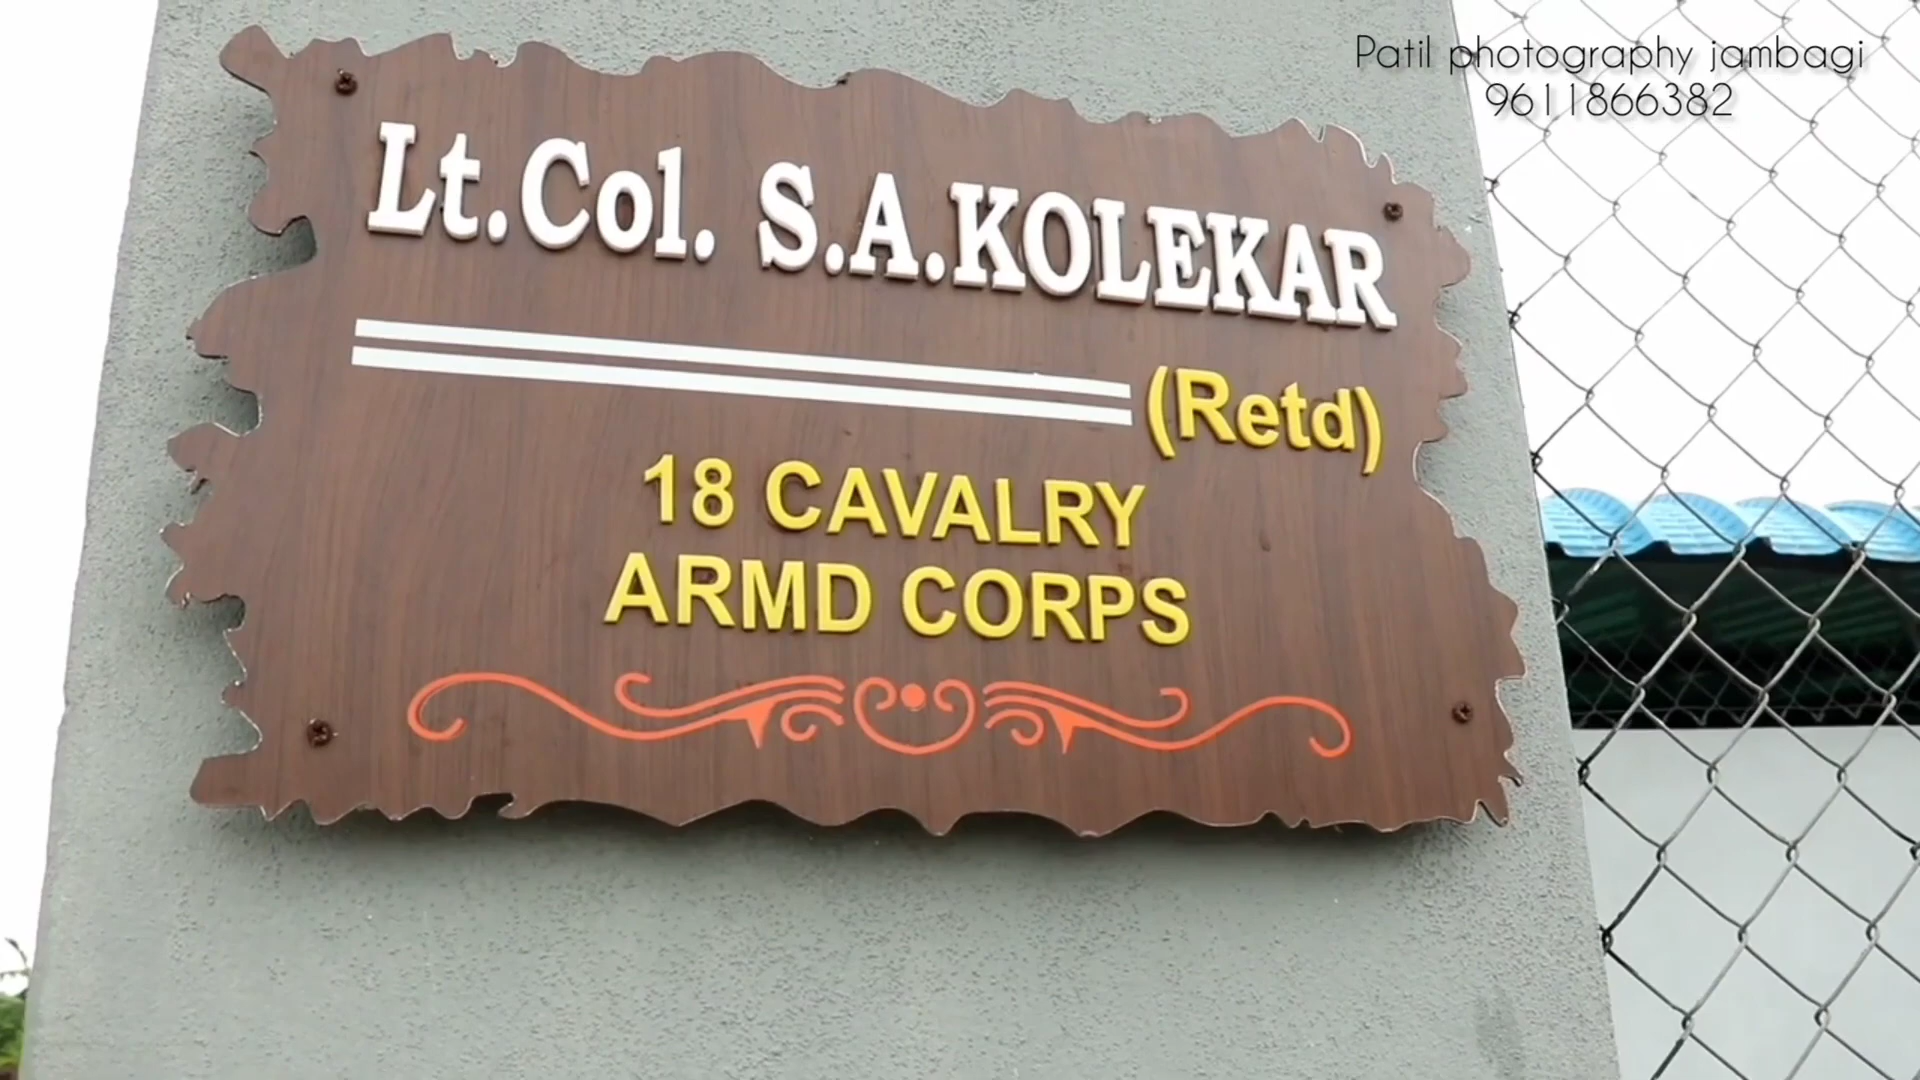 Patil photography jambagi
9611866382
Lt.Col. S.A.KOLEKAR
(Retd)
18 CAVALRY
ARMD CORPS